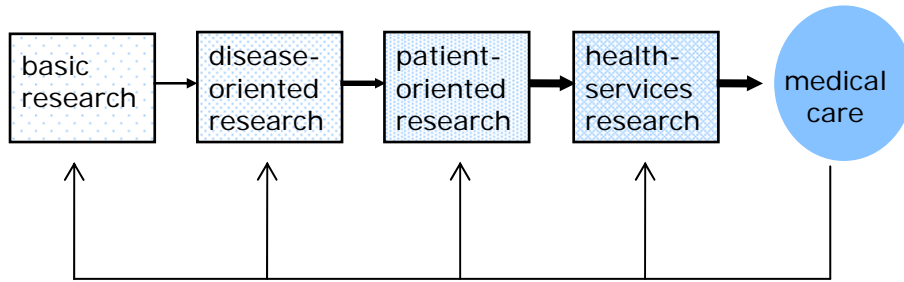 basic
research
disease-
oriented
research
patient-
oriented
research
health-
services
research
medical
care